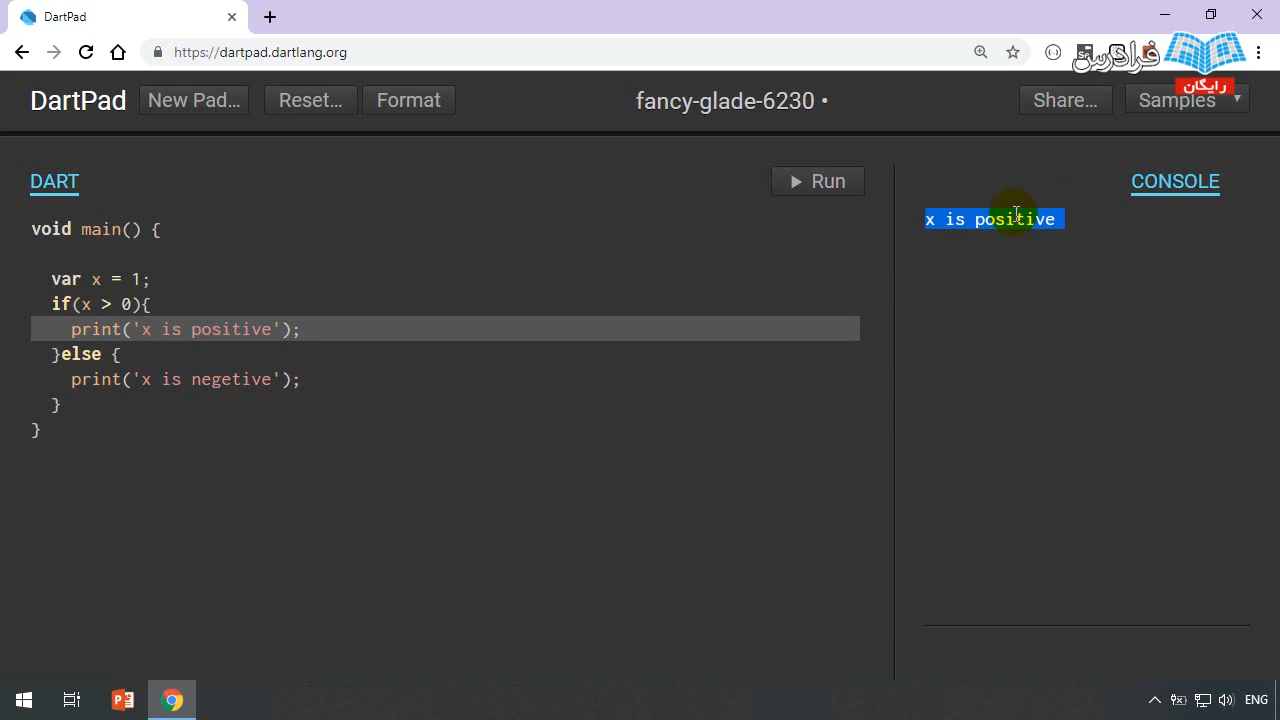 DartPad
https://dartpad.dartlang.org
فرادرس
رایگان
DartPad
New Pad...
Reset...
Format
fancy-glade-6230 •
Share...
Samples
DART
Run
CONSOLE
void main() {
var x = 1;
if(x > 0){
print('x is positive');
}else {
print('x is negetive');
}
}
x is positive
ENG